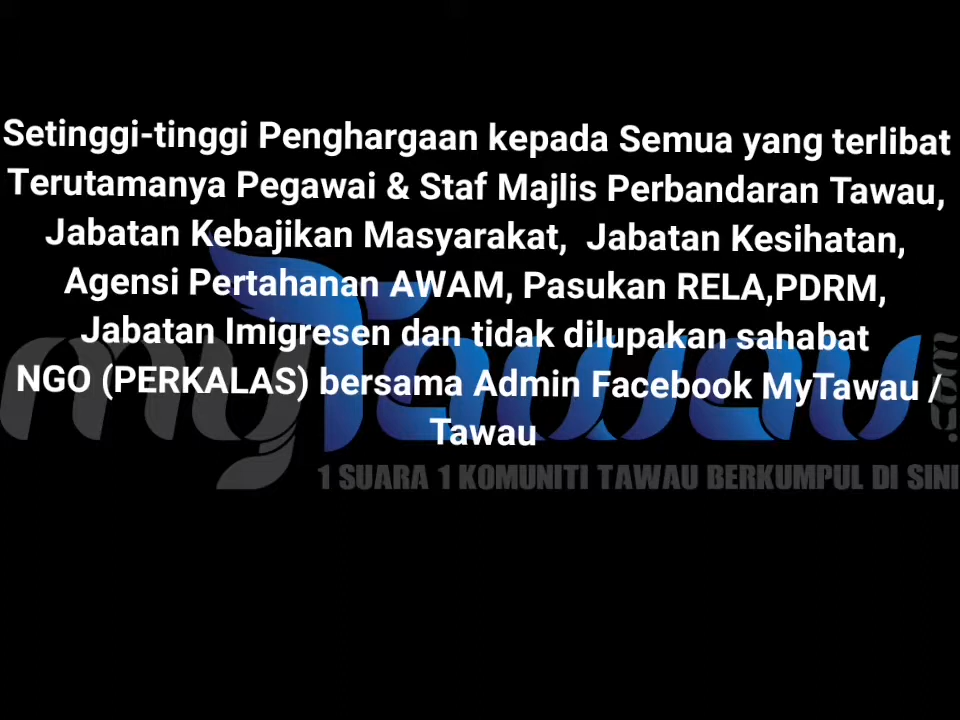 Setinggi-tinggi Penghargaan kepada Semua yang terlibat
Terutamanya Pegawai & Staf Majlis Perbandaran Tawau,
Jabatan Kebajikan Masyarakat, Jabatan Kesihatan,
Agensi Pertahanan AWAM, Pasukan RELA,PDRM,
Jabatan Imigresen dan tidak dilupakan sahabat
NGO (PERKALAS) bersama Admin Facebook MyTawau /
Tawau
myTawau
.com
1 SUARA 1 KOMUNITI TAWAU BERKUMPUL DI SINI